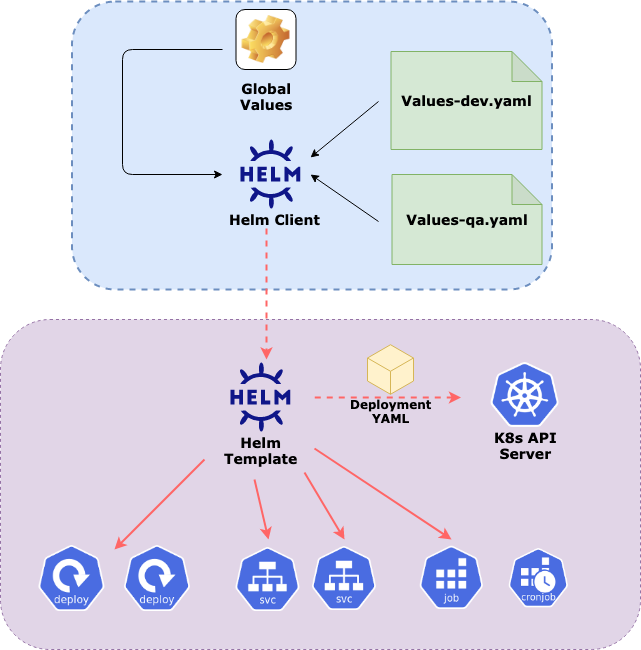 Global
Values
Values-dev.yaml
HELM
Helm Client
Values-qa.yaml
HELM
Helm
Template
Deployment
YAML
K8s API
Server
deploy
deploy
svc
svc
job
cronjob